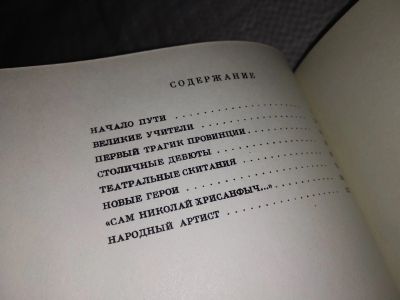 СОДЕРЖАНИЕ
НАЧАЛО ПУТИ
ВЕЛИКИЕ УЧИТЕЛИ
ПЕРВЫЙ ТРАГИК ПРОВИНЦИИ
СТОЛИЧНЫЕ ДЕБЮТЫ
ТЕАТРАЛЬНЫЕ СКИТАНИЯ
НОВЫЕ ГЕРОИ
«САМ НИКОЛАЙ ХРИСАНФЫЧ...»
НАРОДНЫЙ АРТИСТ